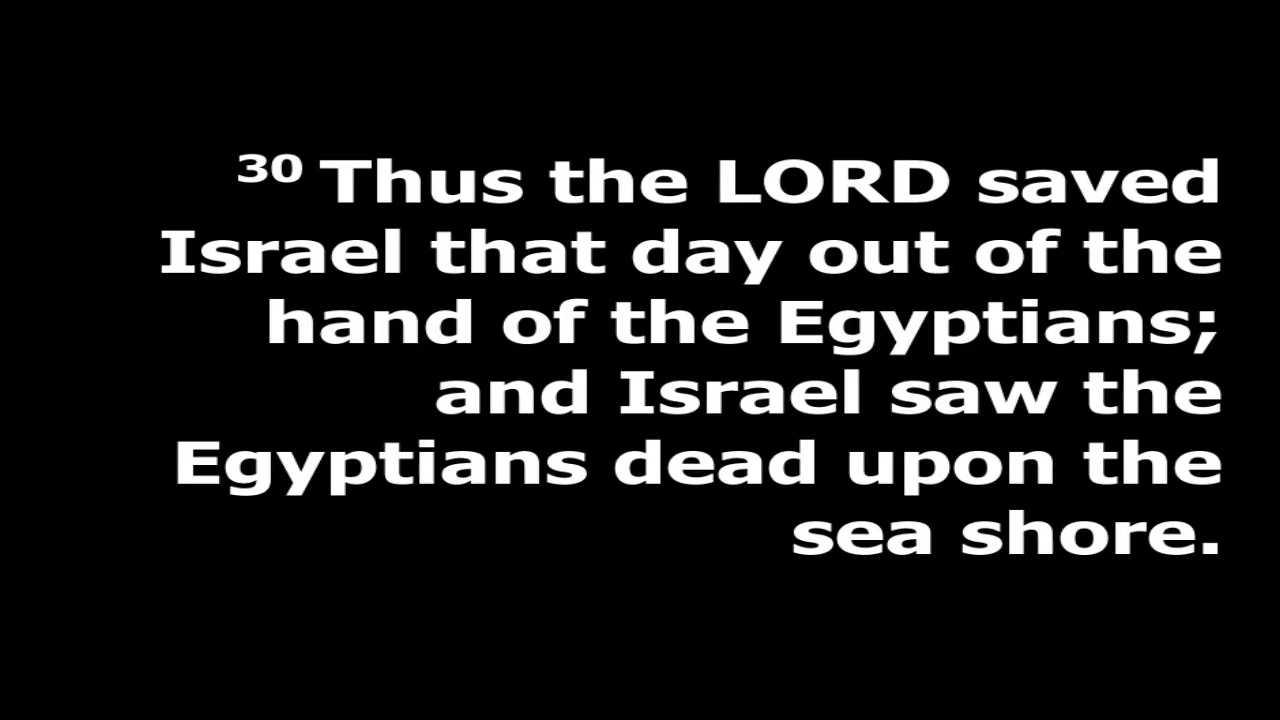 30 Thus the LORD saved
Israel that day out of the
hand of the Egyptians;
and Israel saw the
Egyptians dead upon the
sea shore.